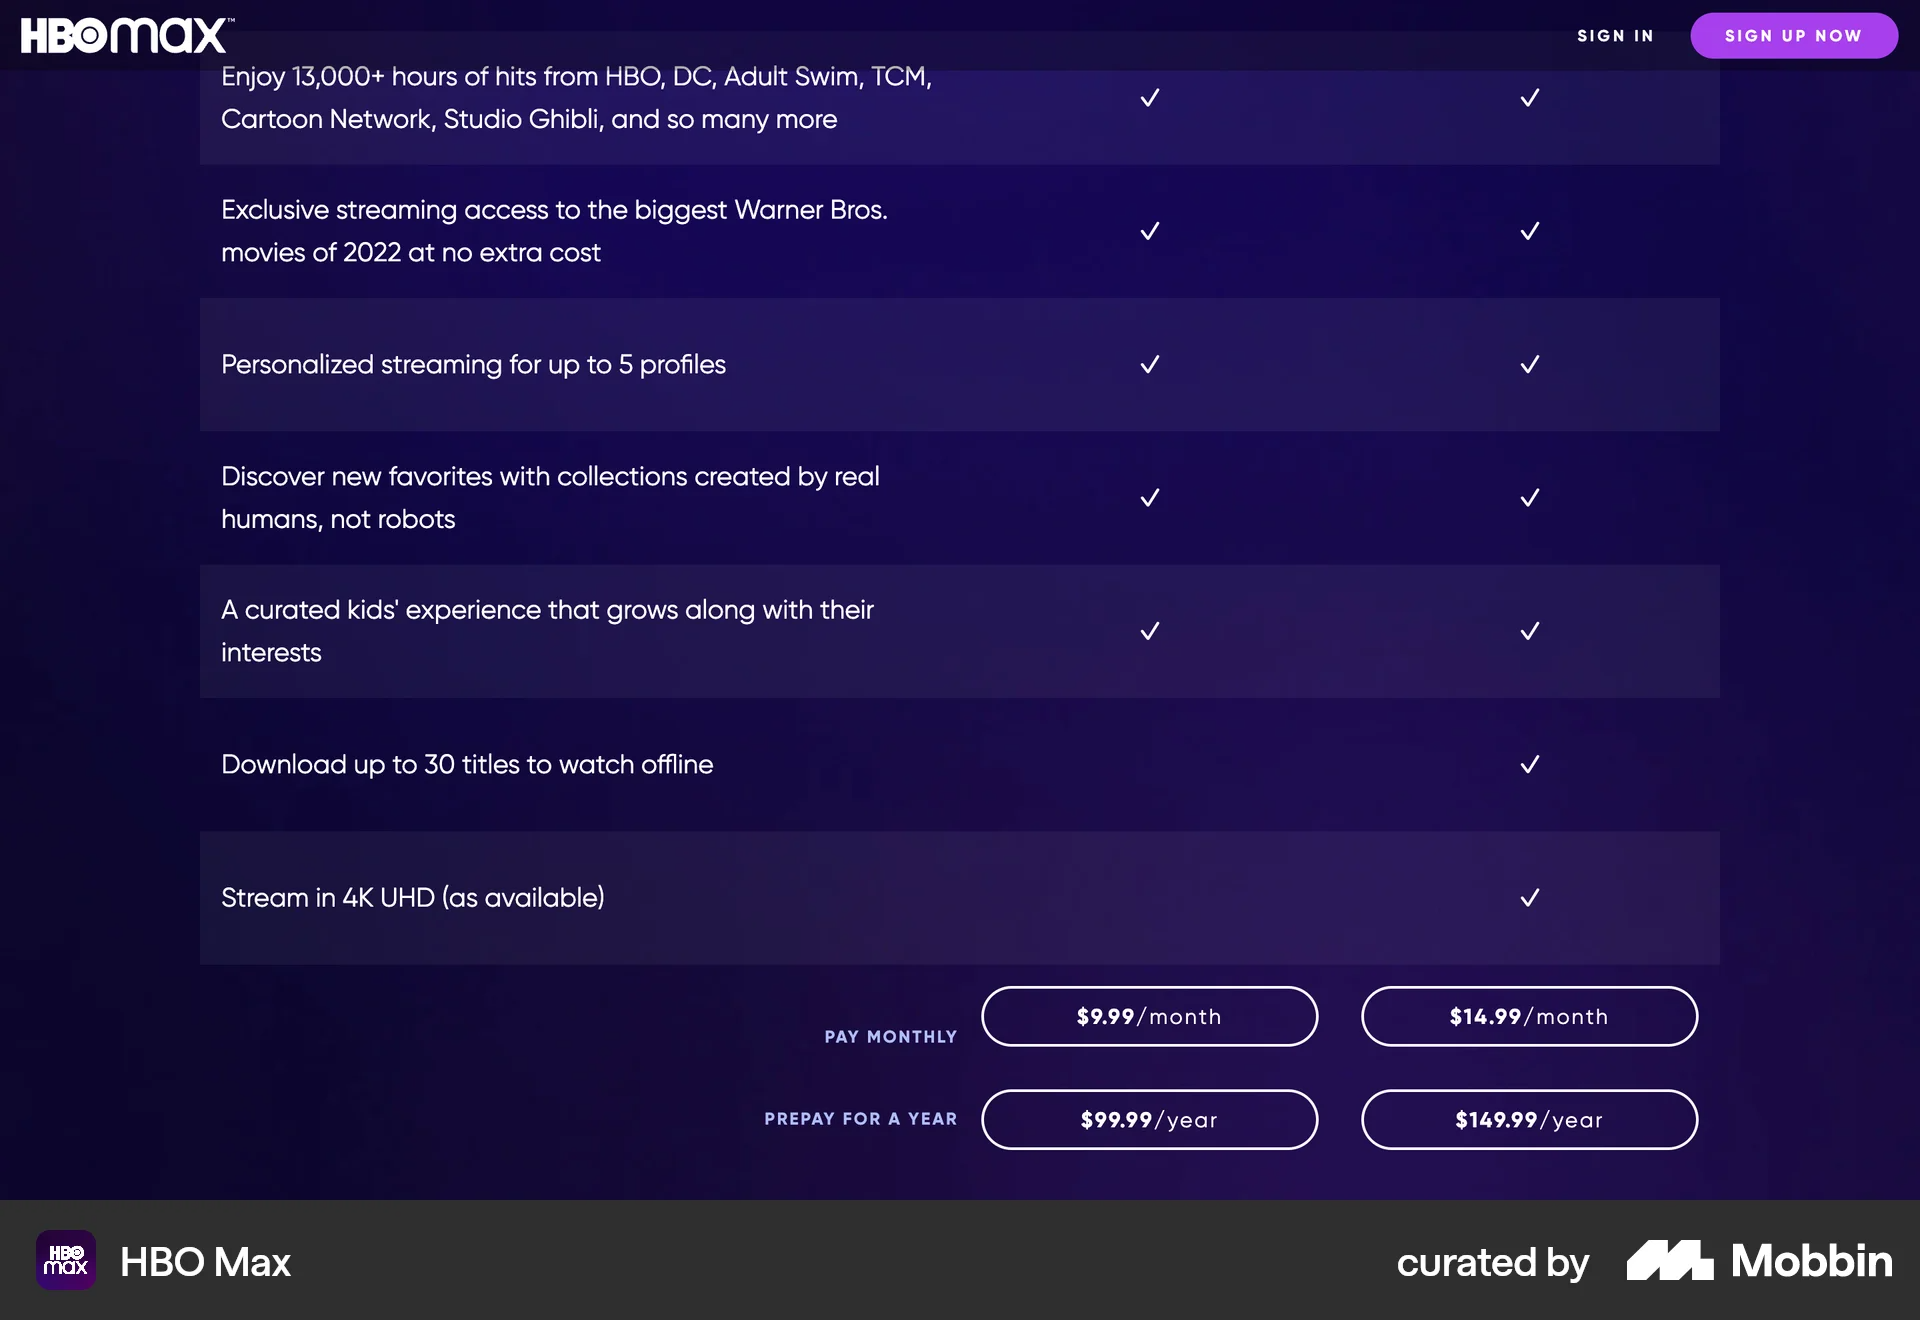 HBOmax™
SIGN IN
SIGN UP NOW
Enjoy 13,000+ hours of hits from HBO, DC, Adult Swim, TCM,
Cartoon Network, Studio Ghibli, and so many more
Exclusive streaming access to the biggest Warner Bros.
movies of 2022 at no extra cost
Personalized streaming for up to 5 profiles
Discover new favorites with collections created by real
humans, not robots
A curated kids' experience that grows along with their
interests
Download up to 30 titles to watch offline
Stream in 4K UHD (as available)
PAY MONTHLY
$9.99/month
$14.99/month
PREPAY FOR A YEAR
$99.99/year
$149.99/year
HBO
max
HBO Max
curated by
Mobbin